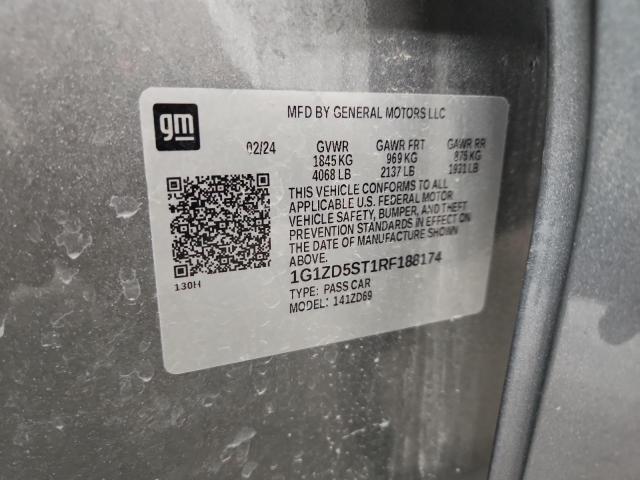 gm
MFD BY GENERAL MOTORS LLC
02/24 GVWR GAWR FRT GAWR RR
1845 KG 969 KG 876 KG
4068 LB 2137 LB 1931 LB
THIS VEHICLE CONFORMS TO ALL
APPLICABLE U.S. FEDERAL MOTOR
VEHICLE SAFETY, BUMPER, AND THEFT
PREVENTION STANDARDS IN EFFECT ON
THE DATE OF MANUFACTURE SHOWN
ABOVE.
1G1ZD5ST1RF188174
TYPE: PASS CAR
MODEL: 141ZD69
130H